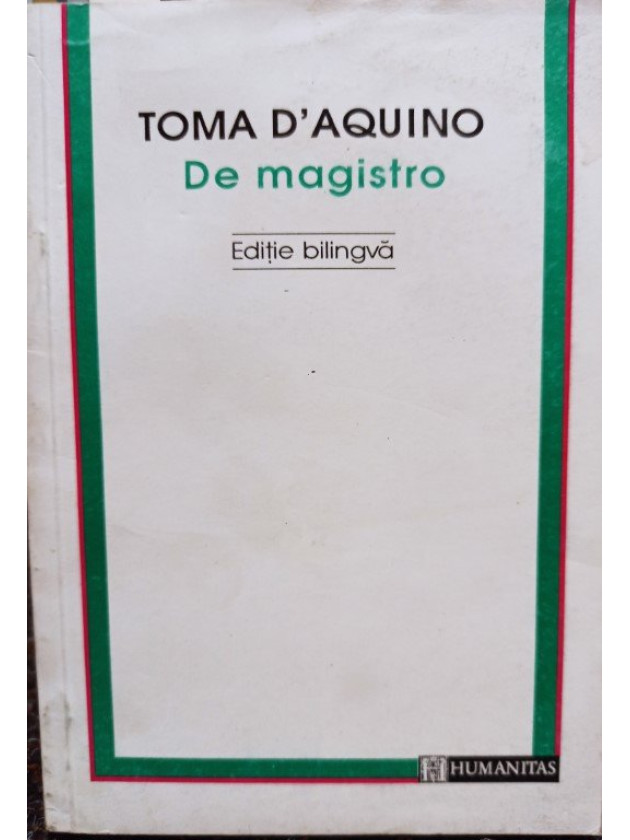 TOMA D'AQUINO
De magistro
Ediție bilingvă
HUMANITAS